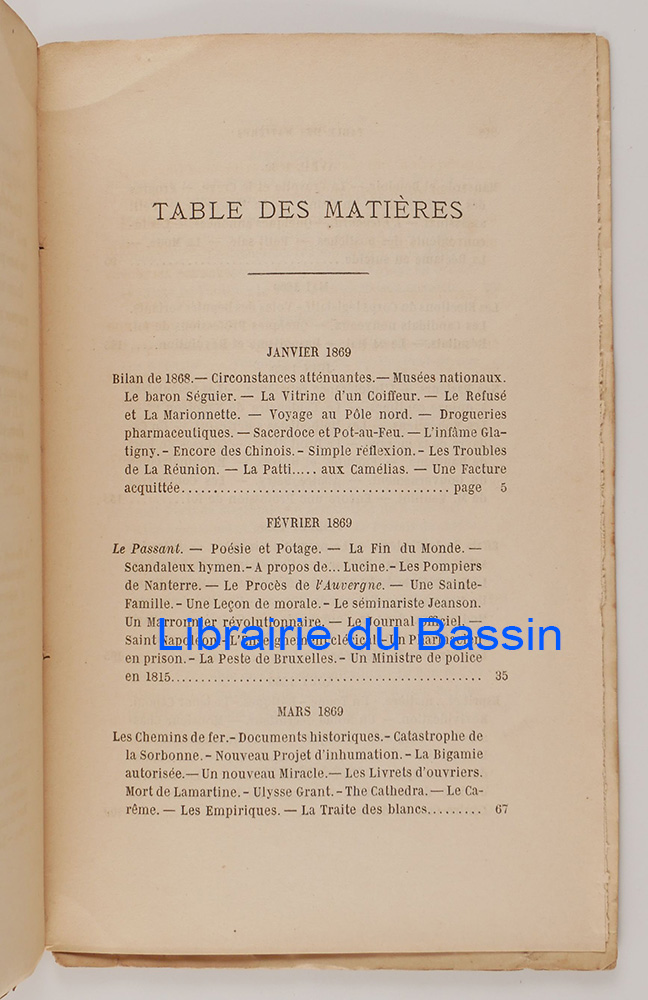 TABLE DES MATIÈRES
JANVIER 1869
Bilan de 1868.— Circonstances atténuantes.— Musées nationaux.
Le baron Séguier. — La Vitrine d'un Coiffeur. — Le Refusé
et La Marionnette. — Voyage au Pôle nord. — Drogueries
pharmaceutiques. — Sacerdoce et Pot-au-Feu. — L'infâme Gla-
tigny. - Encore des Chinois. - Simple réflexion. - Les Troubles
de La Réunion. — La Patti..... aux Camélias. — Une Facture
acquittée........................................ page 5
FÉVRIER 1869
Le Passant. — Poésie et Potage. — La Fin du Monde. —
Scandaleux hymen. - A propos de... Lucine. - Les Pompiers
de Nanterre. — Le Procès de l'Auvergne. — Une Sainte-
Famille. - Une Leçon de morale. - Le séminariste Jeanson.
Un Marronnier révolutionnaire. — Le Journal Officiel. —
Saint Napoléon - L'Enseignement clérical. - Un
Librairie du Bassin
en prison. - La Peste de Bruxelles. - Un Ministre de police
en 1815.............................................. 35
MARS 1869
Les Chemins de fer. - Documents historiques. - Catastrophe de
la Sorbonne. - Nouveau Projet d'inhumation. - La Bigamie
autorisée.— Un nouveau Miracle.— Les Livrets d'ouvriers.
Mort de Lamartine. - Ulysse Grant. - The Cathedra. — Le Ca-
rême. — Les Empiriques. — La Traite des blancs......... 67